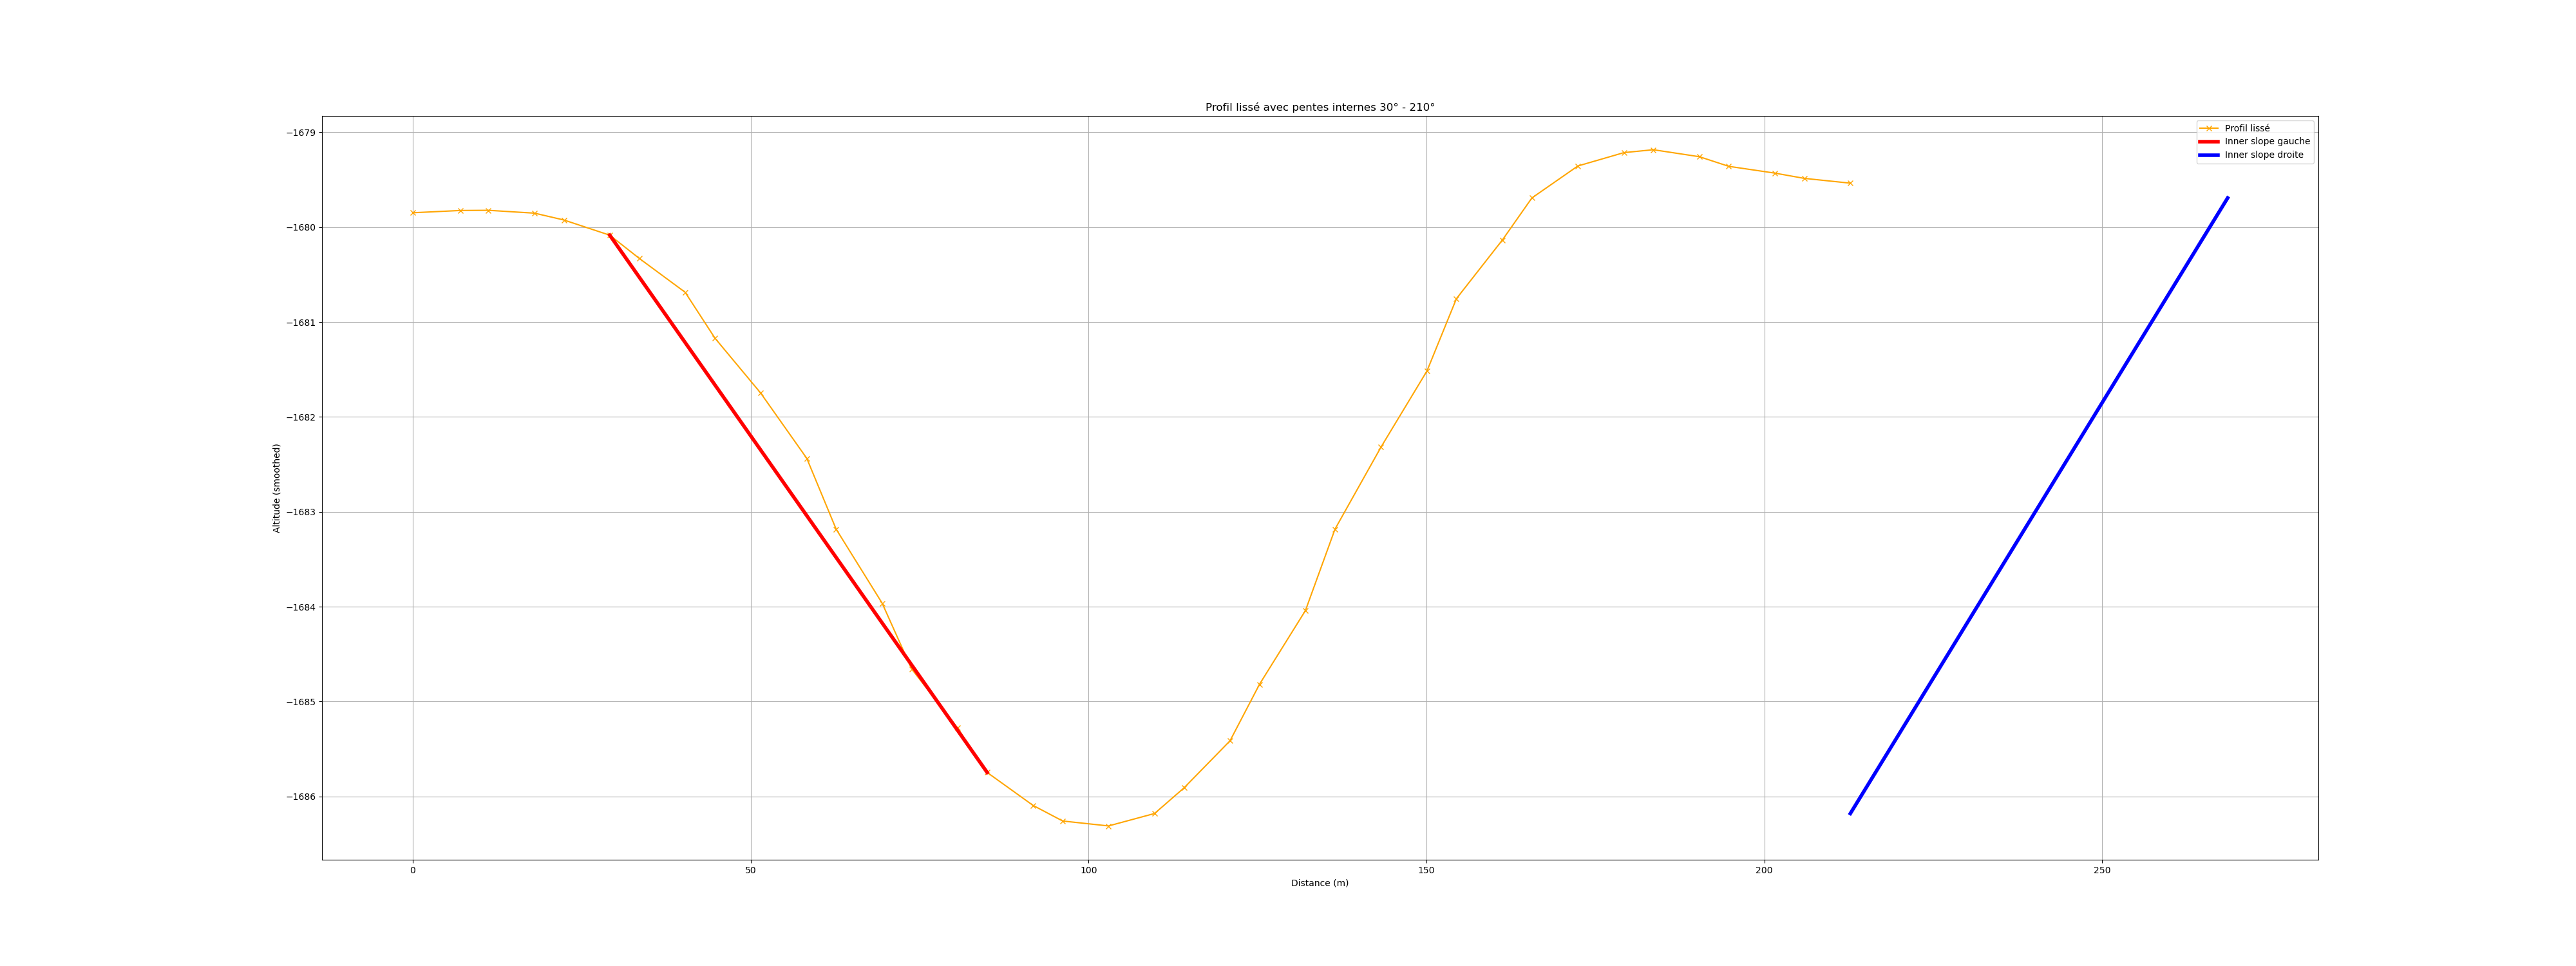 Profil lissé avec pentes internes 30° - 210°
Profil lissé
Inner slope gauche
Inner slope droite
Altitude (smoothed)
−1679
−1680
−1681
−1682
−1683
−1684
−1685
−1686
0
50
100
150
200
250
Distance (m)